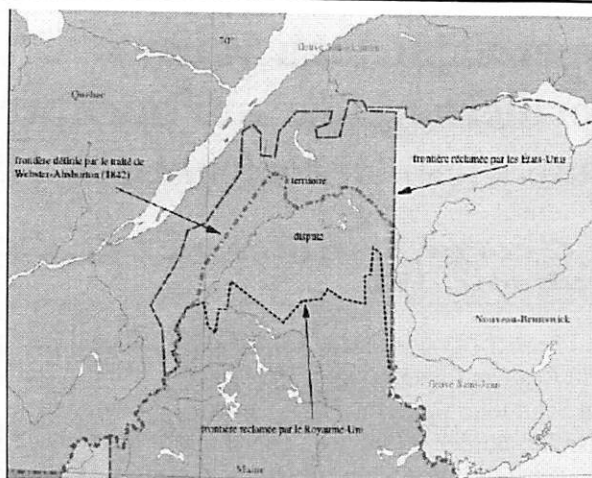 70°
fleuve Saint-Laurent
Québec
frontière définie par le traité de
Webster-Ahsburton (1842)
frontière réclamée par les États-Unis
territoire
disputé
Nouveau-Brunswick
fleuve Saint-Jean
frontière réclamée par le Royaume-Uni
Maine